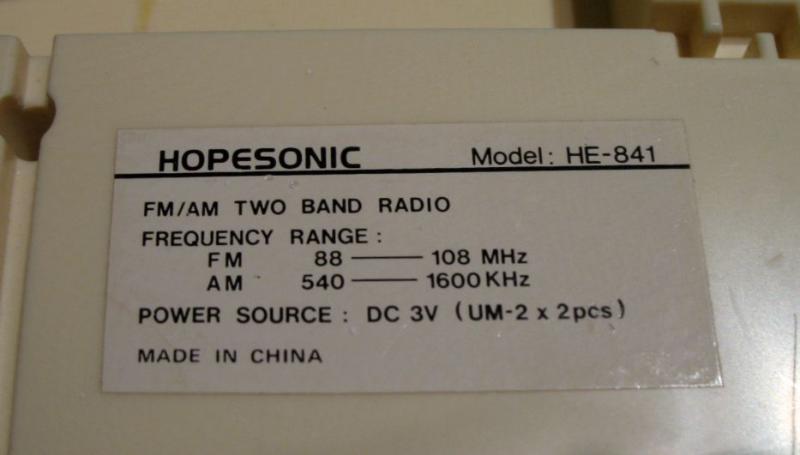 HOPESONIC Model: HE-841
FM/AM TWO BAND RADIO
FREQUENCY RANGE :
FM 88 —— 108 MHz
AM 540 —— 1600 KHz
POWER SOURCE : DC 3V (UM-2 x 2pcs)
MADE IN CHINA